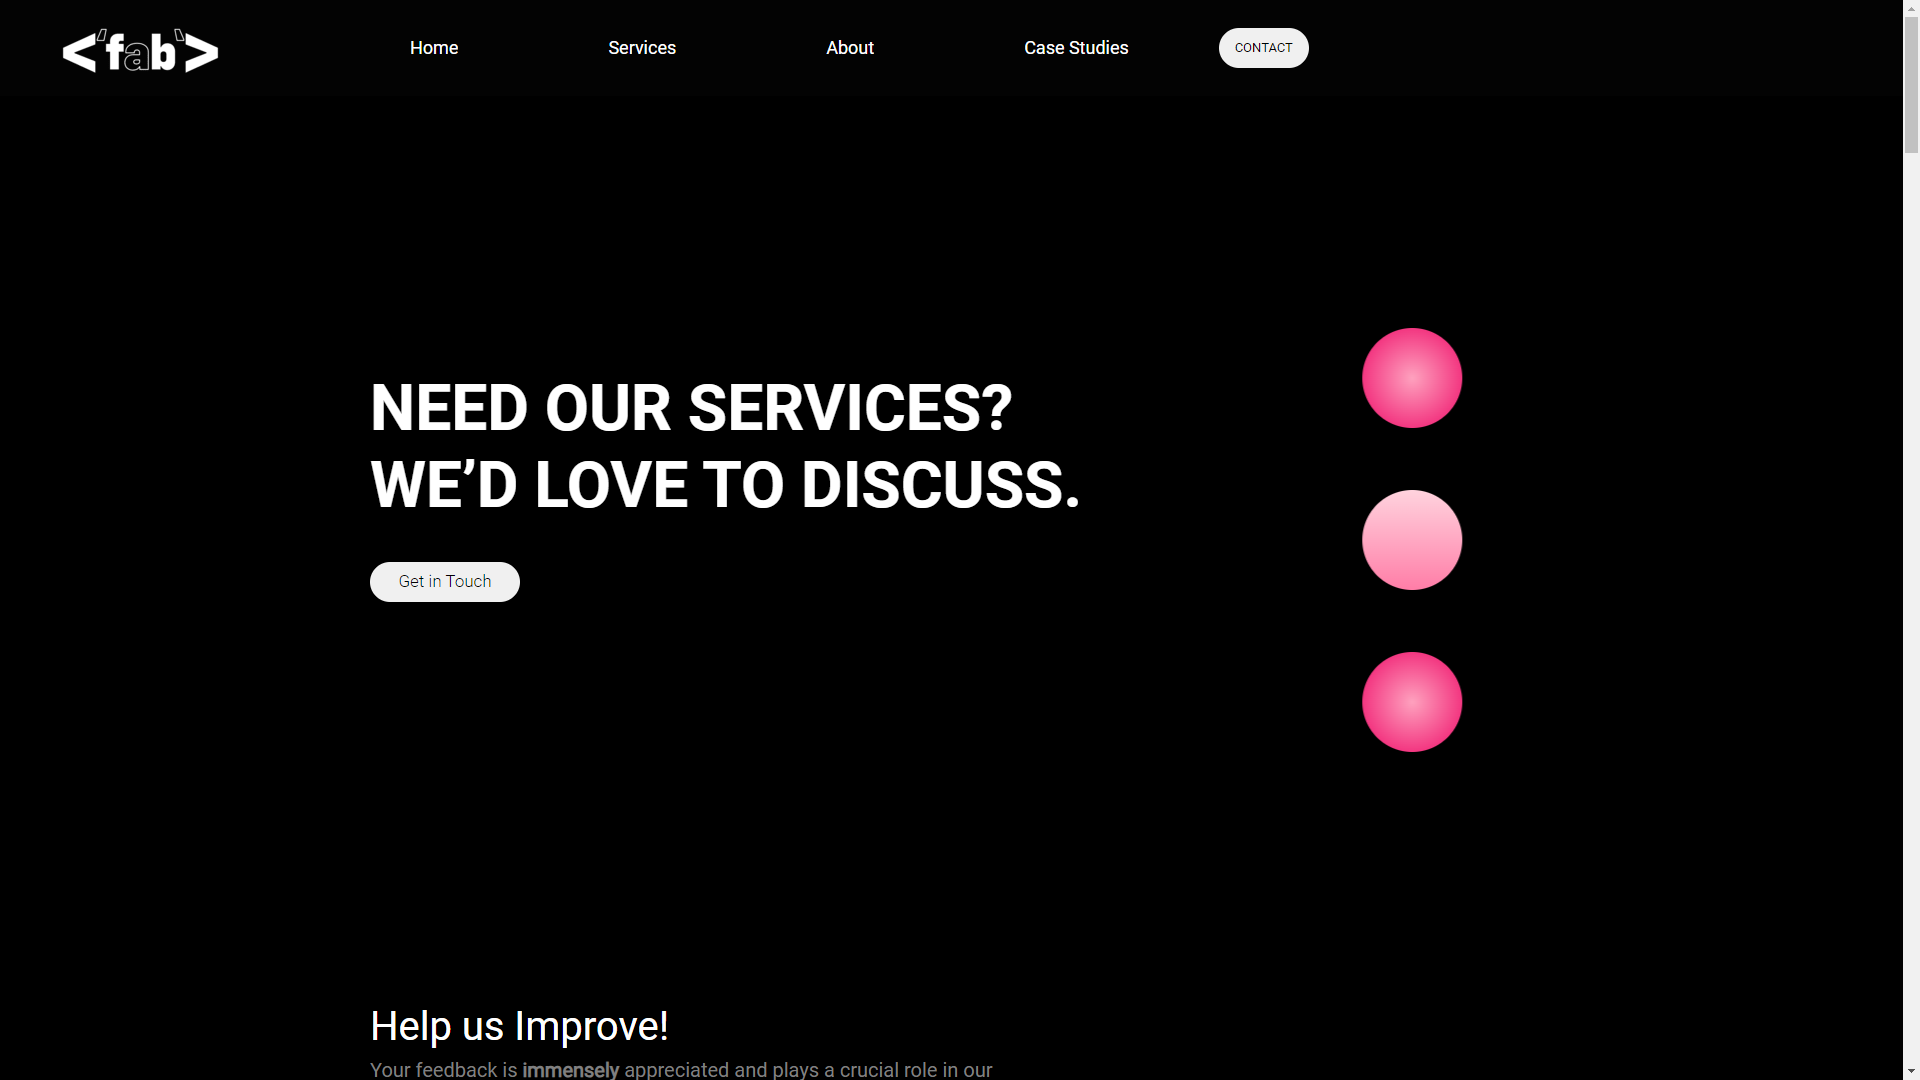 <'fab'>
Home
Services
About
Case Studies
CONTACT
NEED OUR SERVICES?
WE’D LOVE TO DISCUSS.
Get in Touch
Help us Improve!
Your feedback is immensely appreciated and plays a crucial role in our